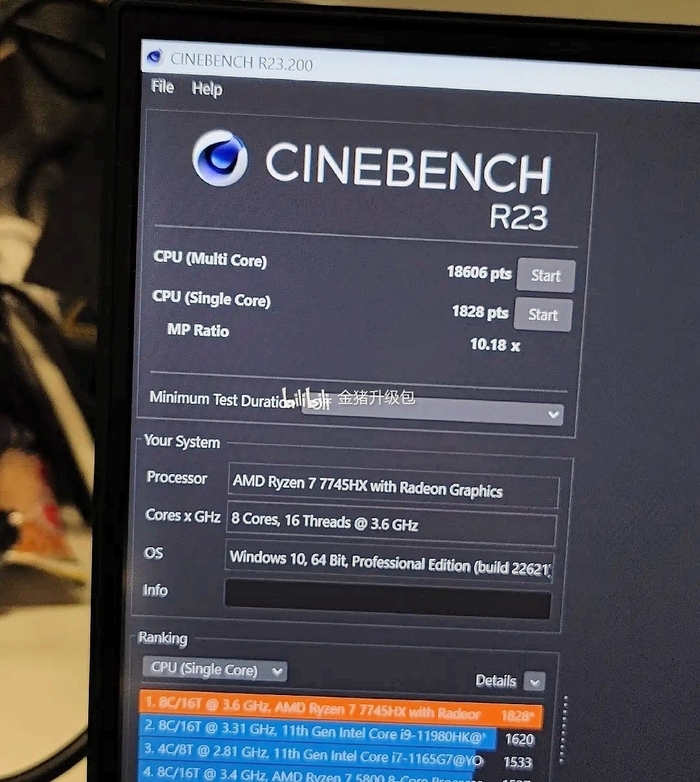 CINEBENCH R23.200
File Help
CINEBENCH
R23
CPU (Multi Core) 18606 pts Start
CPU (Single Core) 1828 pts Start
MP Ratio 10.18 x
Minimum Test Duration Off
金猪升级包
Your System
Processor AMD Ryzen 7 7745HX with Radeon Graphics
Cores x GHz 8 Cores, 16 Threads @ 3.6 GHz
OS Windows 10, 64 Bit, Professional Edition (build 22621)
Info
Ranking
CPU (Single Core) Details
1. 8C/16T @ 3.6 GHz, AMD Ryzen 7 7745HX with Radeor 1828*
2. 8C/16T @ 3.31 GHz, 11th Gen Intel Core i9-11980HK@ 1620
3. 4C/8T @ 2.81 GHz, 11th Gen Intel Core i7-1165G7@ 1533
4. 8C/16T @ 3.4 GHz, AMD Ryzen 7 5800 8-Core